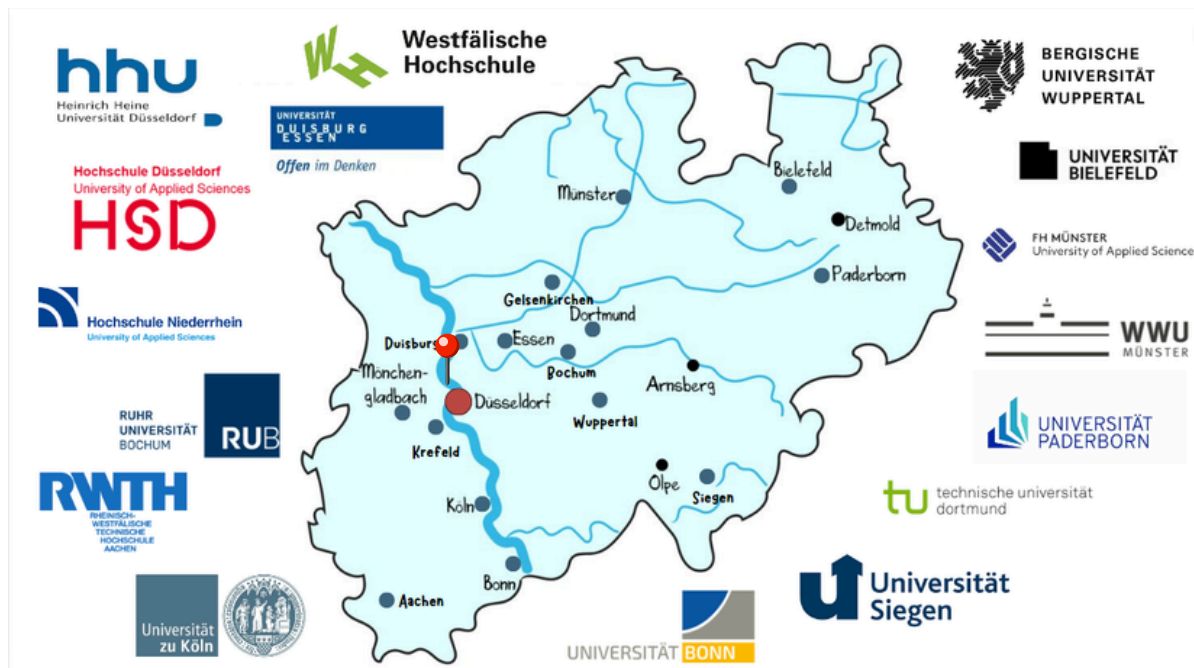 hhu
Heinrich Heine
Universität Düsseldorf
WH
Westfälische
Hochschule
UNIVERSITÄT
DUISBURG
ESSEN
Offen im Denken
Hochschule Düsseldorf
University of Applied Sciences
HSD
Hochschule Niederrhein
University of Applied Sciences
RUHR
UNIVERSITÄT
BOCHUM
RUB
RWTH
RHEINISCH-
WESTFÄLISCHE
TECHNISCHE
HOCHSCHULE
AACHEN
Universität
zu Köln
Münster
Bielefeld
Detmold
Paderborn
Gelsenkirchen
Dortmund
Duisburg
Essen
Bochum
Mönchen-
gladbach
Arnsberg
Düsseldorf
Wuppertal
Krefeld
Olpe
Siegen
Köln
Bonn
Aachen
BERGISCHE
UNIVERSITÄT
WUPPERTAL
UNIVERSITÄT
BIELEFELD
FH MÜNSTER
University of Applied Science
WWU
MÜNSTER
UNIVERSITÄT
PADERBORN
tu technische universität
dortmund
Universität
Siegen
UNIVERSITÄT BONN